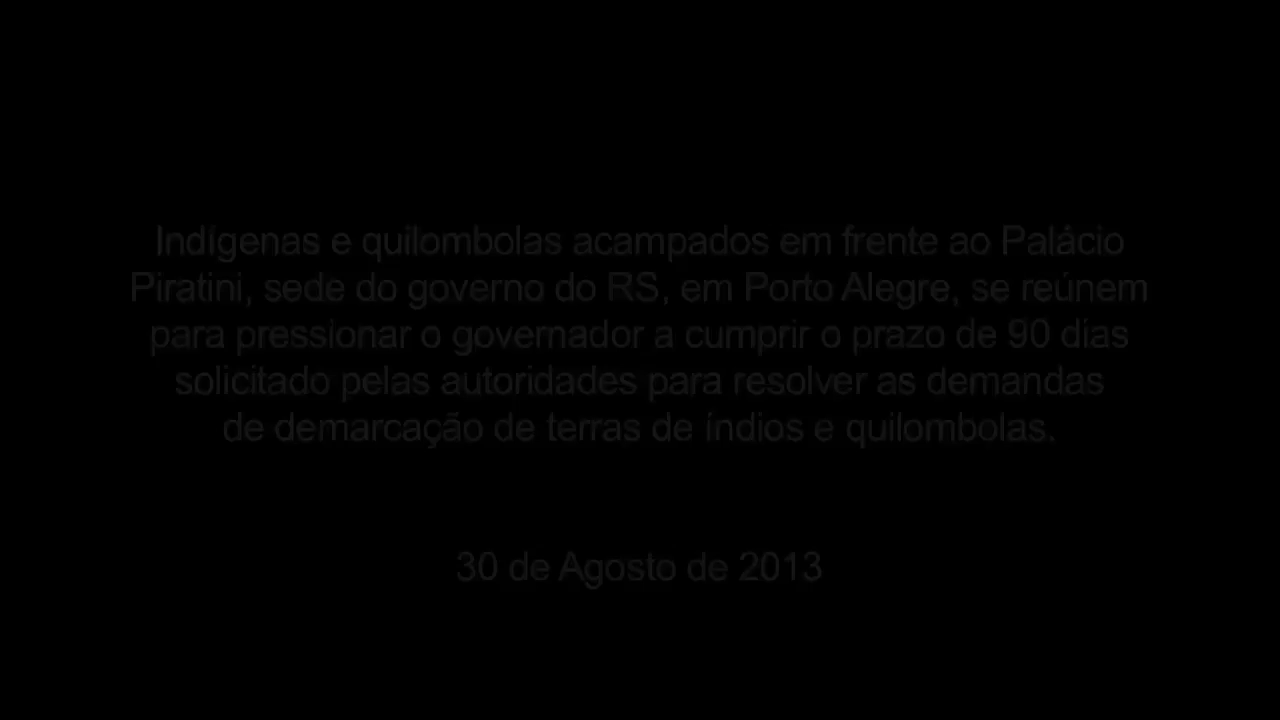 Indígenas e quilombolas acampados em frente ao Palácio
Piratini, sede do governo do RS, em Porto Alegre, se reúnem
para pressionar o governador a cumprir o prazo de 90 días
solicitado pelas autoridades para resolver as demandas
de demarcação de terras de índios e quilombolas.
30 de Agosto de 2013